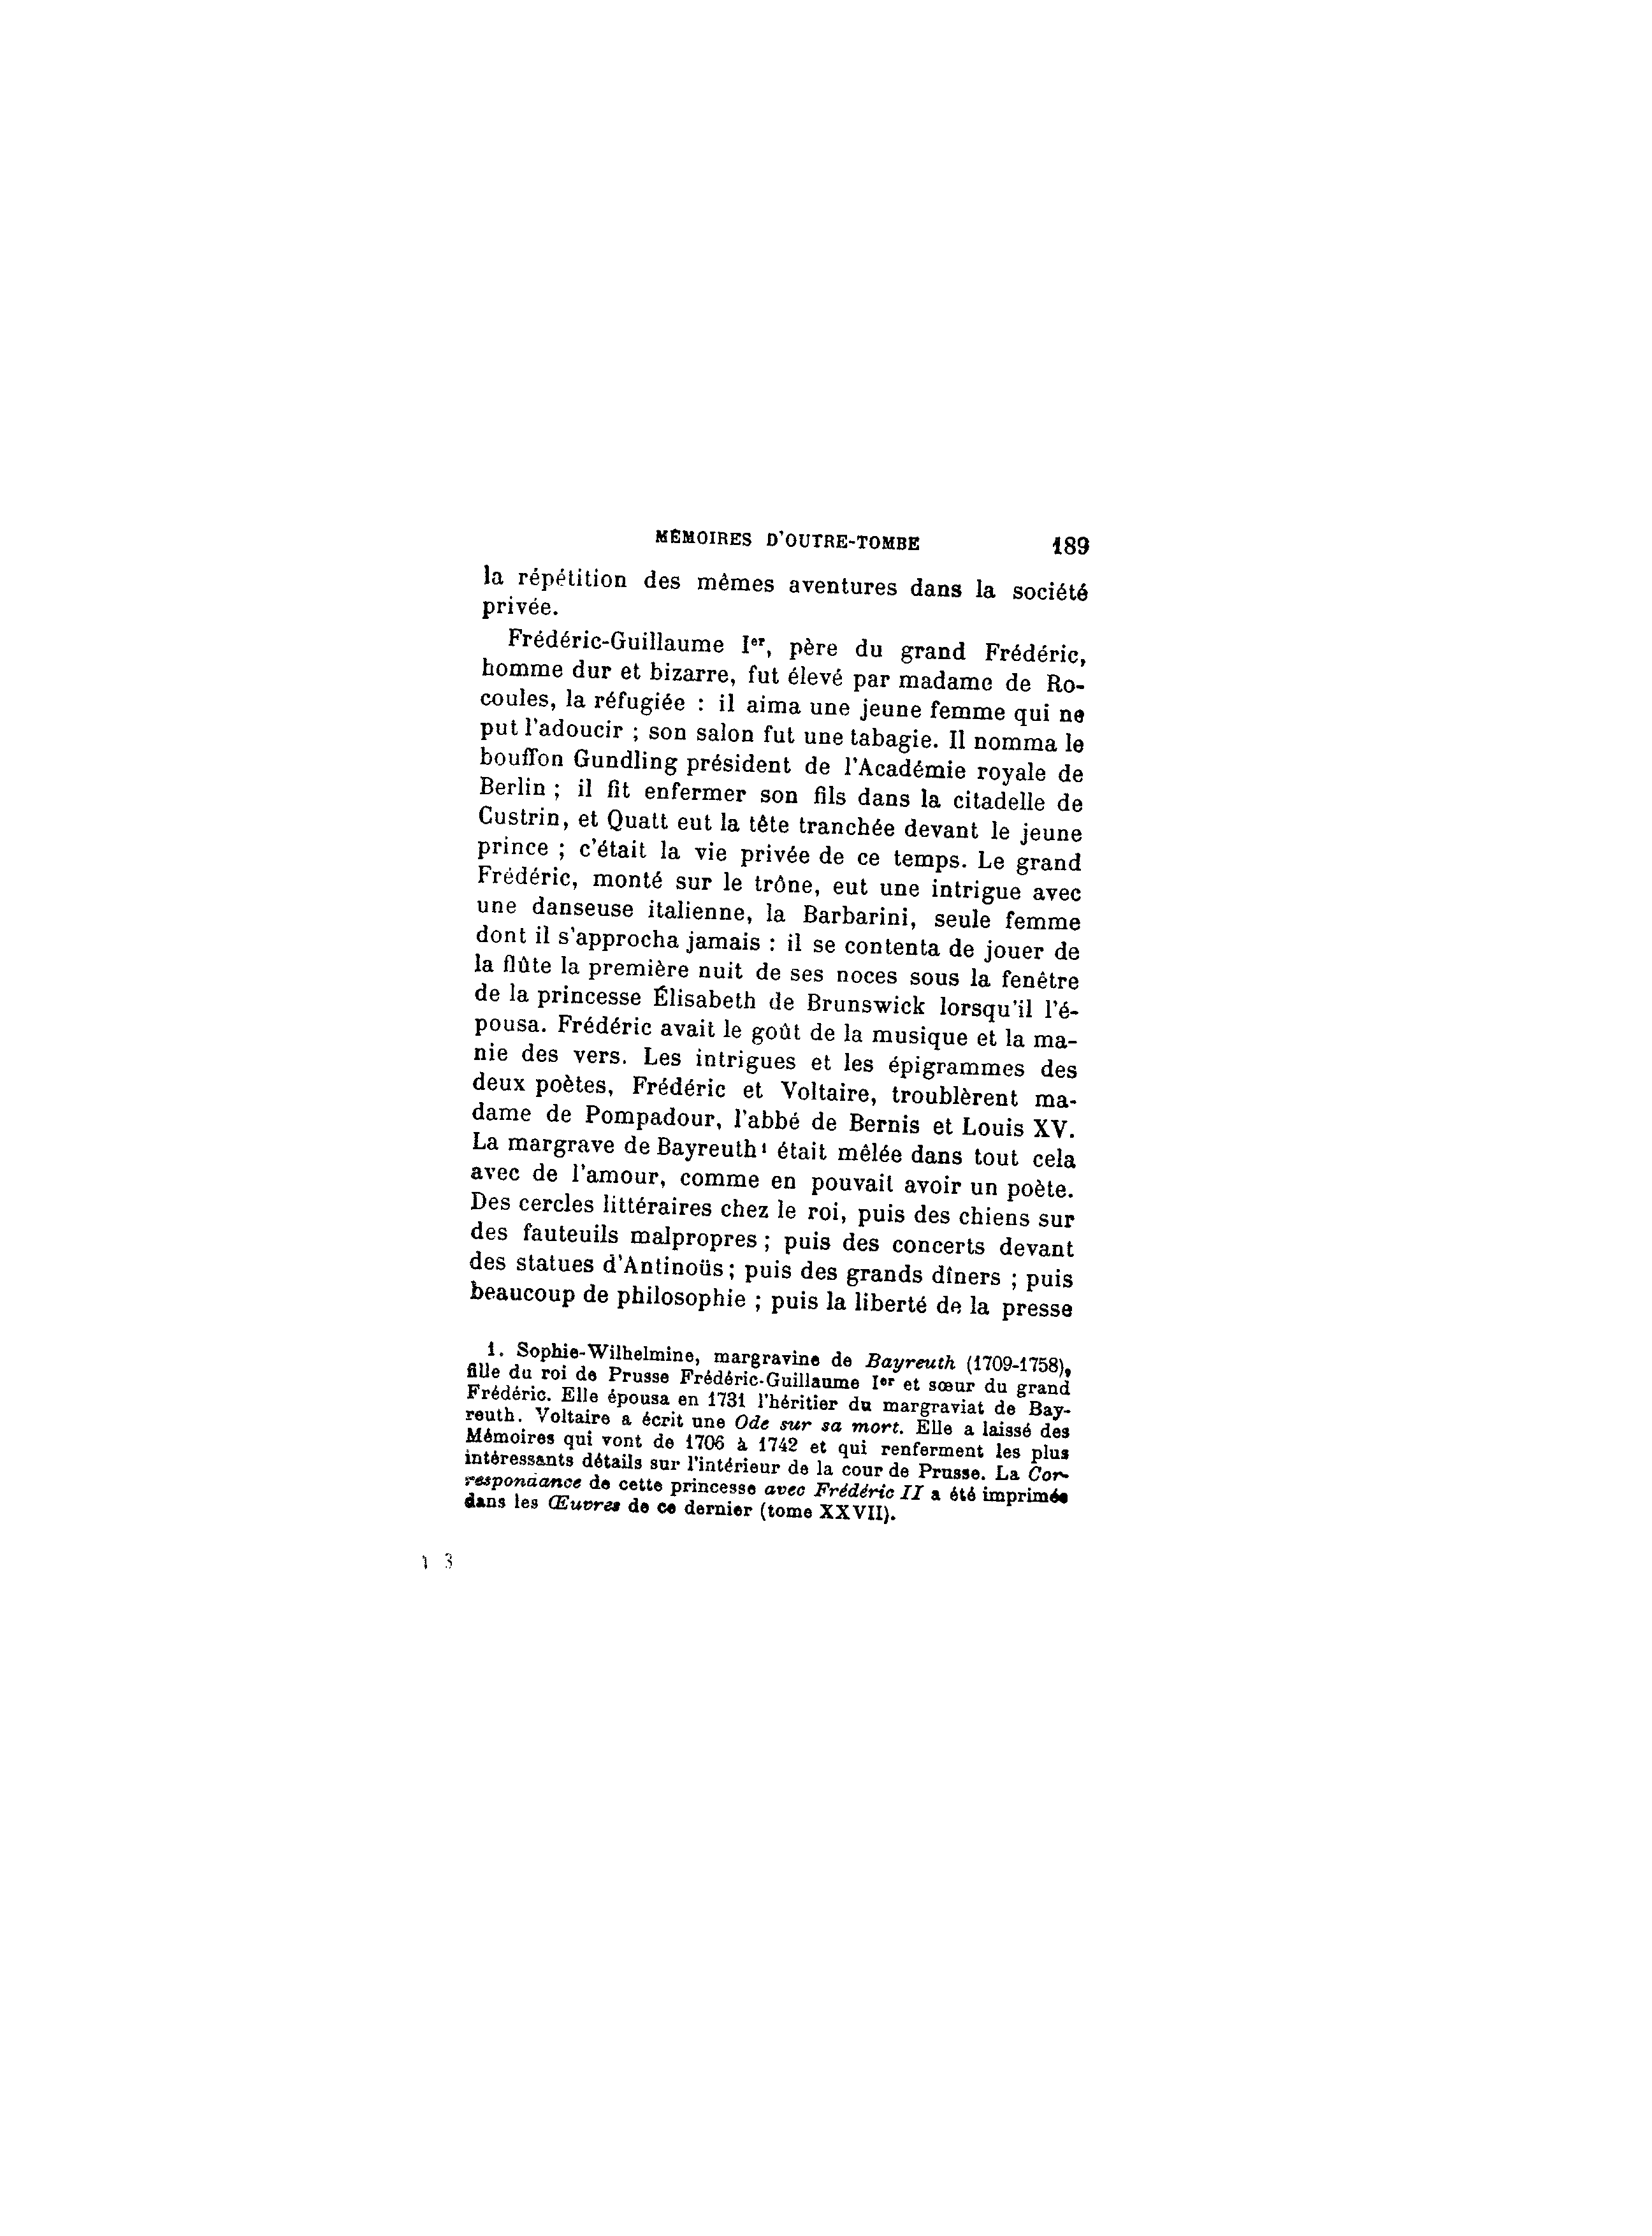 MÉMOIRES D'OUTRE-TOMBE 189
la répétition des mêmes aventures dans la société
privée.
Frédéric-Guillaume Ier, père du grand Frédéric,
homme dur et bizarre, fut élevé par madame de Ro-
coules, la réfugiée : il aima une jeune femme qui ne
put l'adoucir ; son salon fut une tabagie. Il nomma le
bouffon Gundling président de l'Académie royale de
Berlin ; il fit enfermer son fils dans la citadelle de
Custrin, et Quatt eut la tête tranchée devant le jeune
prince ; c'était la vie privée de ce temps. Le grand
Frédéric, monté sur le trône, eut une intrigue avec
une danseuse italienne, la Barbarini, seule femme
dont il s'approcha jamais : il se contenta de jouer de
la flûte la première nuit de ses noces sous la fenêtre
de la princesse Élisabeth de Brunswick lorsqu'il l'é-
pousa. Frédéric avait le goût de la musique et la ma-
nie des vers. Les intrigues et les épigrammes des
deux poètes, Frédéric et Voltaire, troublèrent ma-
dame de Pompadour, l'abbé de Bernis et Louis XV.
La margrave de Bayreuth¹ était mêlée dans tout cela
avec de l'amour, comme en pouvait avoir un poète.
Des cercles littéraires chez le roi, puis des chiens sur
des fauteuils malpropres ; puis des concerts devant
des statues d'Antinoüs ; puis des grands dîners ; puis
beaucoup de philosophie ; puis la liberté de la presse
1. Sophie-Wilhelmine, margravine de Bayreuth (1709-1758),
fille du roi de Prusse Frédéric-Guillaume Ier et sœur du grand
Frédéric. Elle épousa en 1731 l'héritier du margraviat de Bay-
reuth. Voltaire a écrit une Ode sur sa mort. Elle a laissé des
Mémoires qui vont de 1706 à 1742 et qui renferment les plus
intéressants détails sur l'intérieur de la cour de Prusse. La Cor-
respondance de cette princesse avec Frédéric II a été imprimée
dans les Œuvres de ce dernier (tome XXVII).
1 3